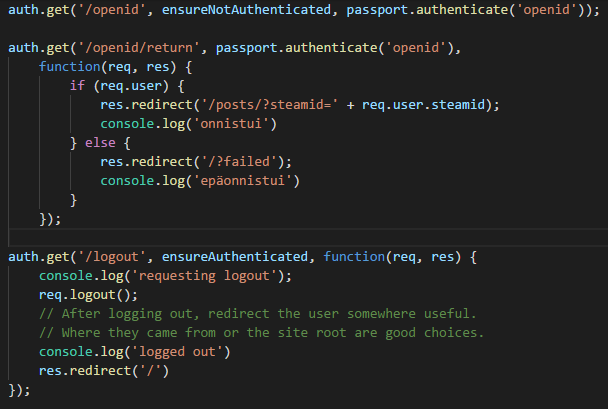 auth.get('/openid', ensureNotAuthenticated, passport.authenticate('openid'));
auth.get('/openid/return', passport.authenticate('openid'),
function(req, res) {
if (req.user) {
res.redirect('/posts/?steamid=' + req.user.steamid);
console.log('onnistui')
} else {
res.redirect('/?failed');
console.log('epäonnistui')
}
});
auth.get('/logout', ensureAuthenticated, function(req, res) {
console.log('requesting logout');
req.logout();
// After logging out, redirect the user somewhere useful.
// Where they came from or the site root are good choices.
console.log('logged out')
res.redirect('/')
});